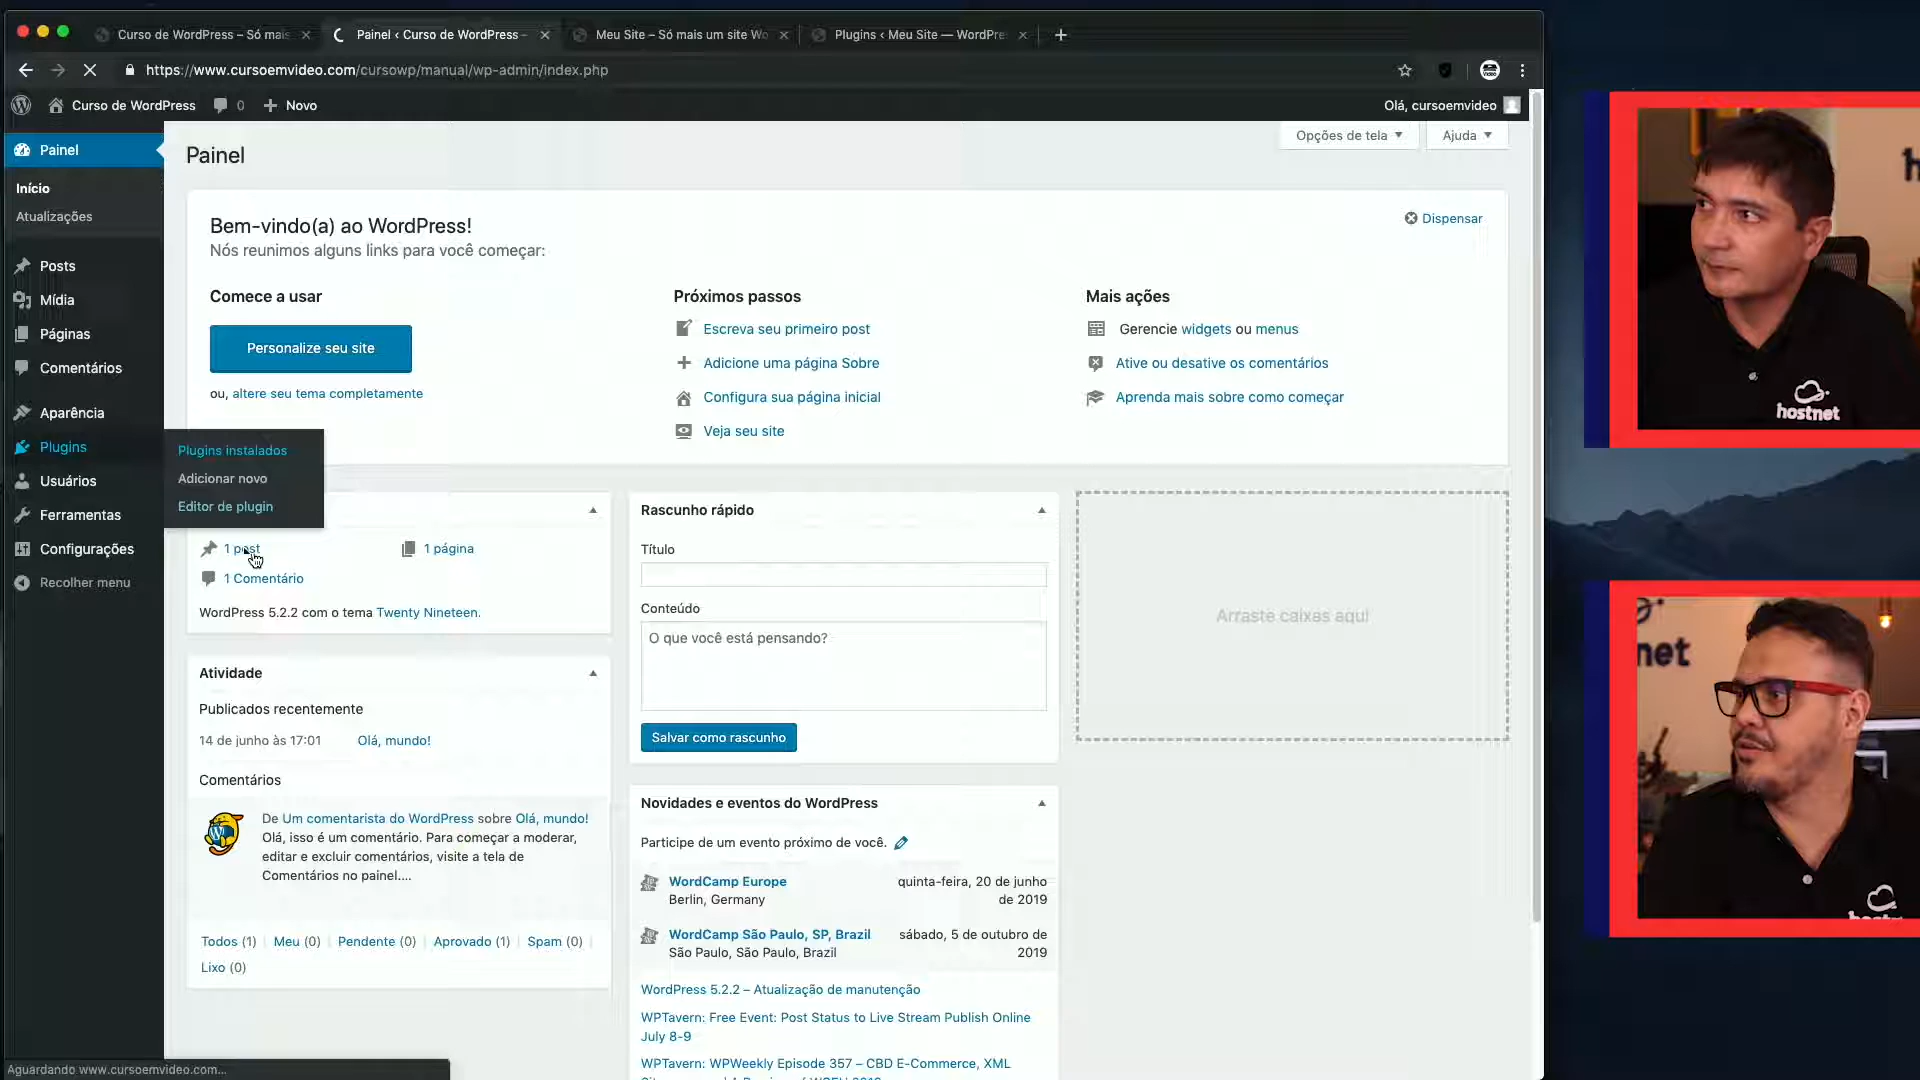 Curso de WordPress – Só mais
Painel ‹ Curso de WordPress –
Meu Site – Só mais um site Wo
Plugins ‹ Meu Site — WordPre
https://www.cursoemvideo.com/cursowp/manual/wp-admin/index.php
Curso de WordPress
0
Novo
Olá, cursoemvideo
Painel
Início
Atualizações
Posts
Mídia
Páginas
Comentários
Aparência
Plugins
Usuários
Ferramentas
Configurações
Recolher menu
Plugins instalados
Adicionar novo
Editor de plugin
Opções de tela
Ajuda
Painel
Bem-vindo(a) ao WordPress!
Nós reunimos alguns links para você começar:
Dispensar
Comece a usar
Personalize seu site
ou, altere seu tema completamente
Próximos passos
Escreva seu primeiro post
Adicione uma página Sobre
Configura sua página inicial
Veja seu site
Mais ações
Gerencie widgets ou menus
Ative ou desative os comentários
Aprenda mais sobre como começar
1 post
1 página
1 Comentário
WordPress 5.2.2 com o tema Twenty Nineteen.
Atividade
Publicados recentemente
14 de junho às 17:01
Olá, mundo!
Comentários
De Um comentarista do WordPress sobre Olá, mundo!
Olá, isso é um comentário. Para começar a moderar,
editar e excluir comentários, visite a tela de
Comentários no painel....
Todos (1) | Meu (0) | Pendente (0) | Aprovado (1) | Spam (0) |
Lixo (0)
Rascunho rápido
Título
Conteúdo
O que você está pensando?
Salvar como rascunho
Novidades e eventos do WordPress
Participe de um evento próximo de você.
WordCamp Europe
Berlin, Germany
quinta-feira, 20 de junho
de 2019
WordCamp São Paulo, SP, Brazil
São Paulo, São Paulo, Brazil
sábado, 5 de outubro de
2019
WordPress 5.2.2 – Atualização de manutenção
WPTavern: Free Event: Post Status to Live Stream Publish Online
July 8-9
WPTavern: WPWeekly Episode 357 – CBD E-Commerce, XML
Arraste caixas aqui
Aguardando www.cursoemvideo.com...
h
hostnet
net